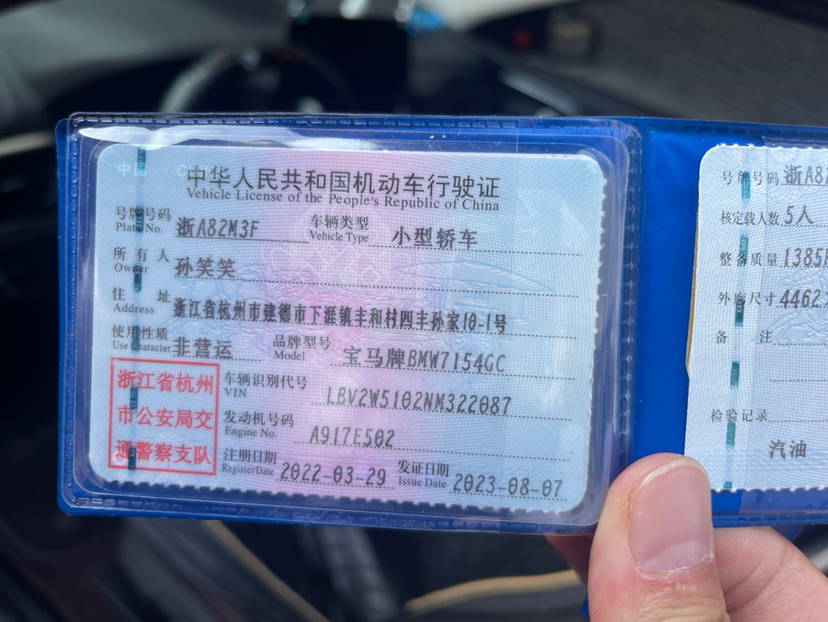 中华人民共和国机动车行驶证
Vehicle License of the People's Republic of China
号牌号码 浙A82M3F 车辆类型 小型轿车
Plate No. Vehicle Type
所有人 孙笑笑
Owner
住址 浙江省杭州市建德市下涯镇丰和村四丰孙家10-1号
Address
使用性质 非营运 品牌型号 宝马牌BMW7154GC
Use Character Model
浙江省杭州
市公安局交
通警察支队
车辆识别代号 LBV2W5102NM322087
VIN
发动机号码 A917E502
Engine No.
注册日期 2022-03-29 发证日期 2023-08-07
Register Date Issue Date
号牌号码 浙A8
核定载人数 5人
整备质量 1385
外廓尺寸 4462
备注
检验记录
汽油